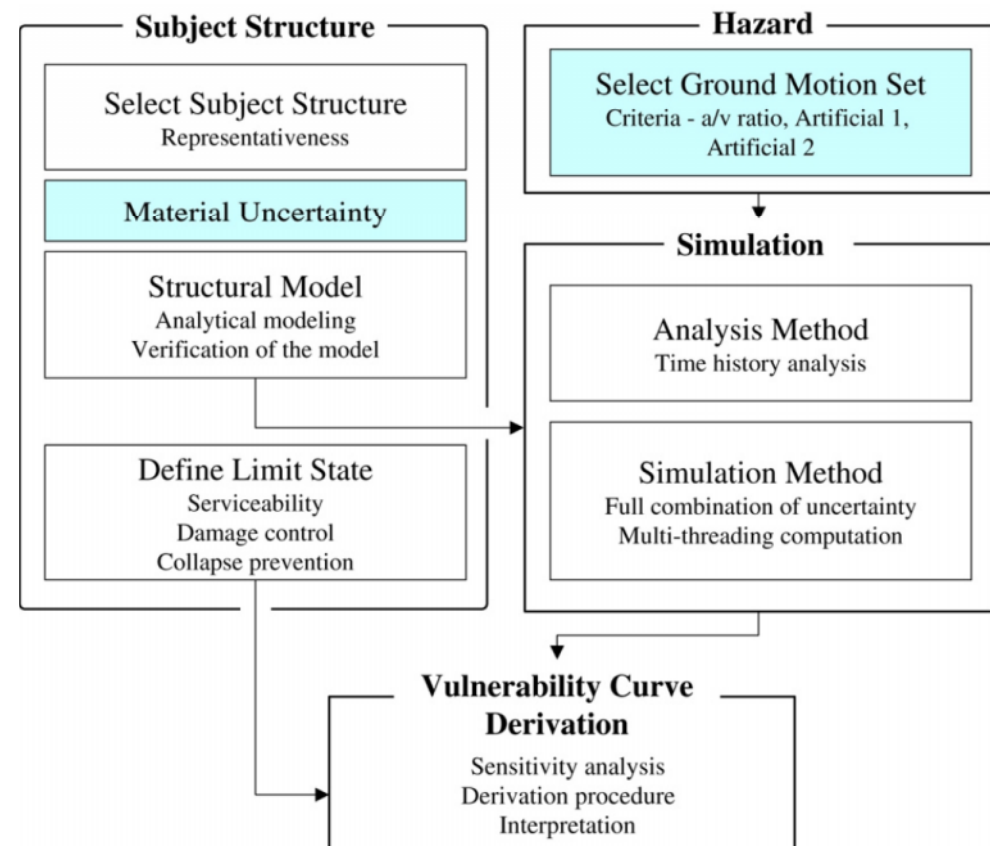 Subject Structure
Select Subject Structure
Representativeness
Material Uncertainty
Structural Model
Analytical modeling
Verification of the model
Define Limit State
Serviceability
Damage control
Collapse prevention
Hazard
Select Ground Motion Set
Criteria - a/v ratio, Artificial 1,
Artificial 2
Simulation
Analysis Method
Time history analysis
Simulation Method
Full combination of uncertainty
Multi-threading computation
Vulnerability Curve
Derivation
Sensitivity analysis
Derivation procedure
Interpretation